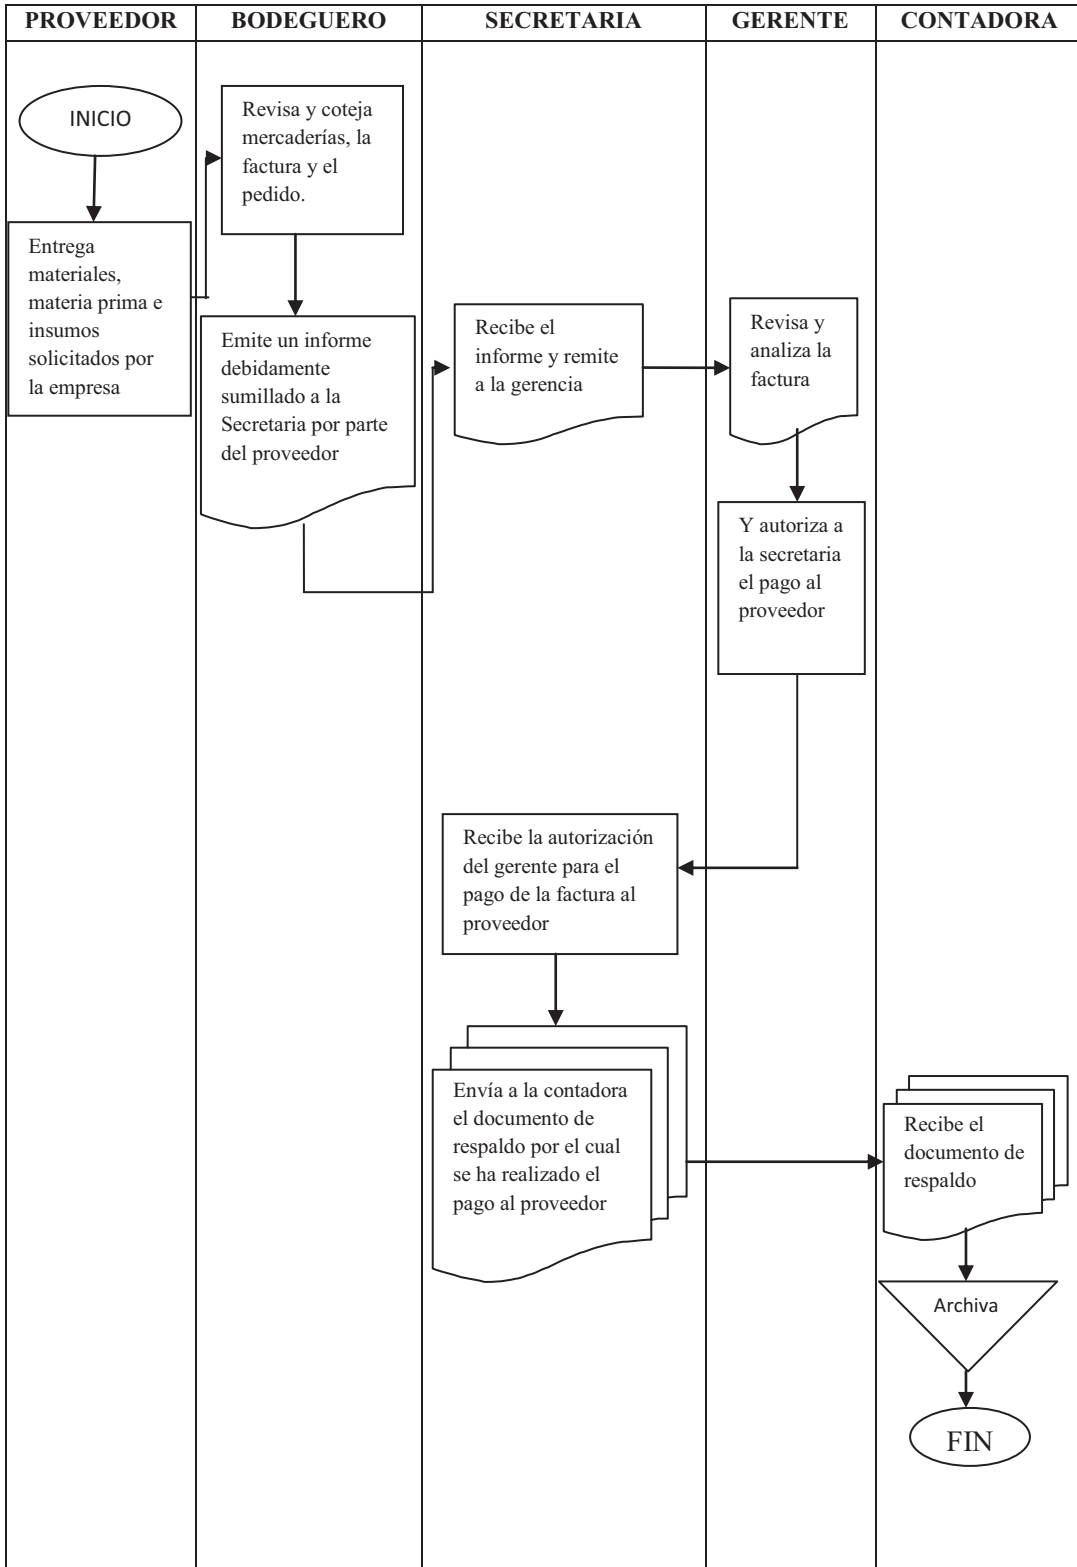 PROVEEDOR BODEGUERO SECRETARIA GERENTE CONTADORA
INICIO
Entrega
materiales,
materia prima e
insumos
solicitados por
la empresa
Revisa y coteja
mercaderías, la
factura y el
pedido.
Emite un informe
debidamente
sumillado a la
Secretaria por parte
del proveedor
Recibe el
informe y remite
a la gerencia
Revisa y
analiza la
factura
Y autoriza a
la secretaria
el pago al
proveedor
Recibe la autorización
del gerente para el
pago de la factura al
proveedor
Envía a la contadora
el documento de
respaldo por el cual
se ha realizado el
pago al proveedor
Recibe el
documento de
respaldo
Archiva
FIN